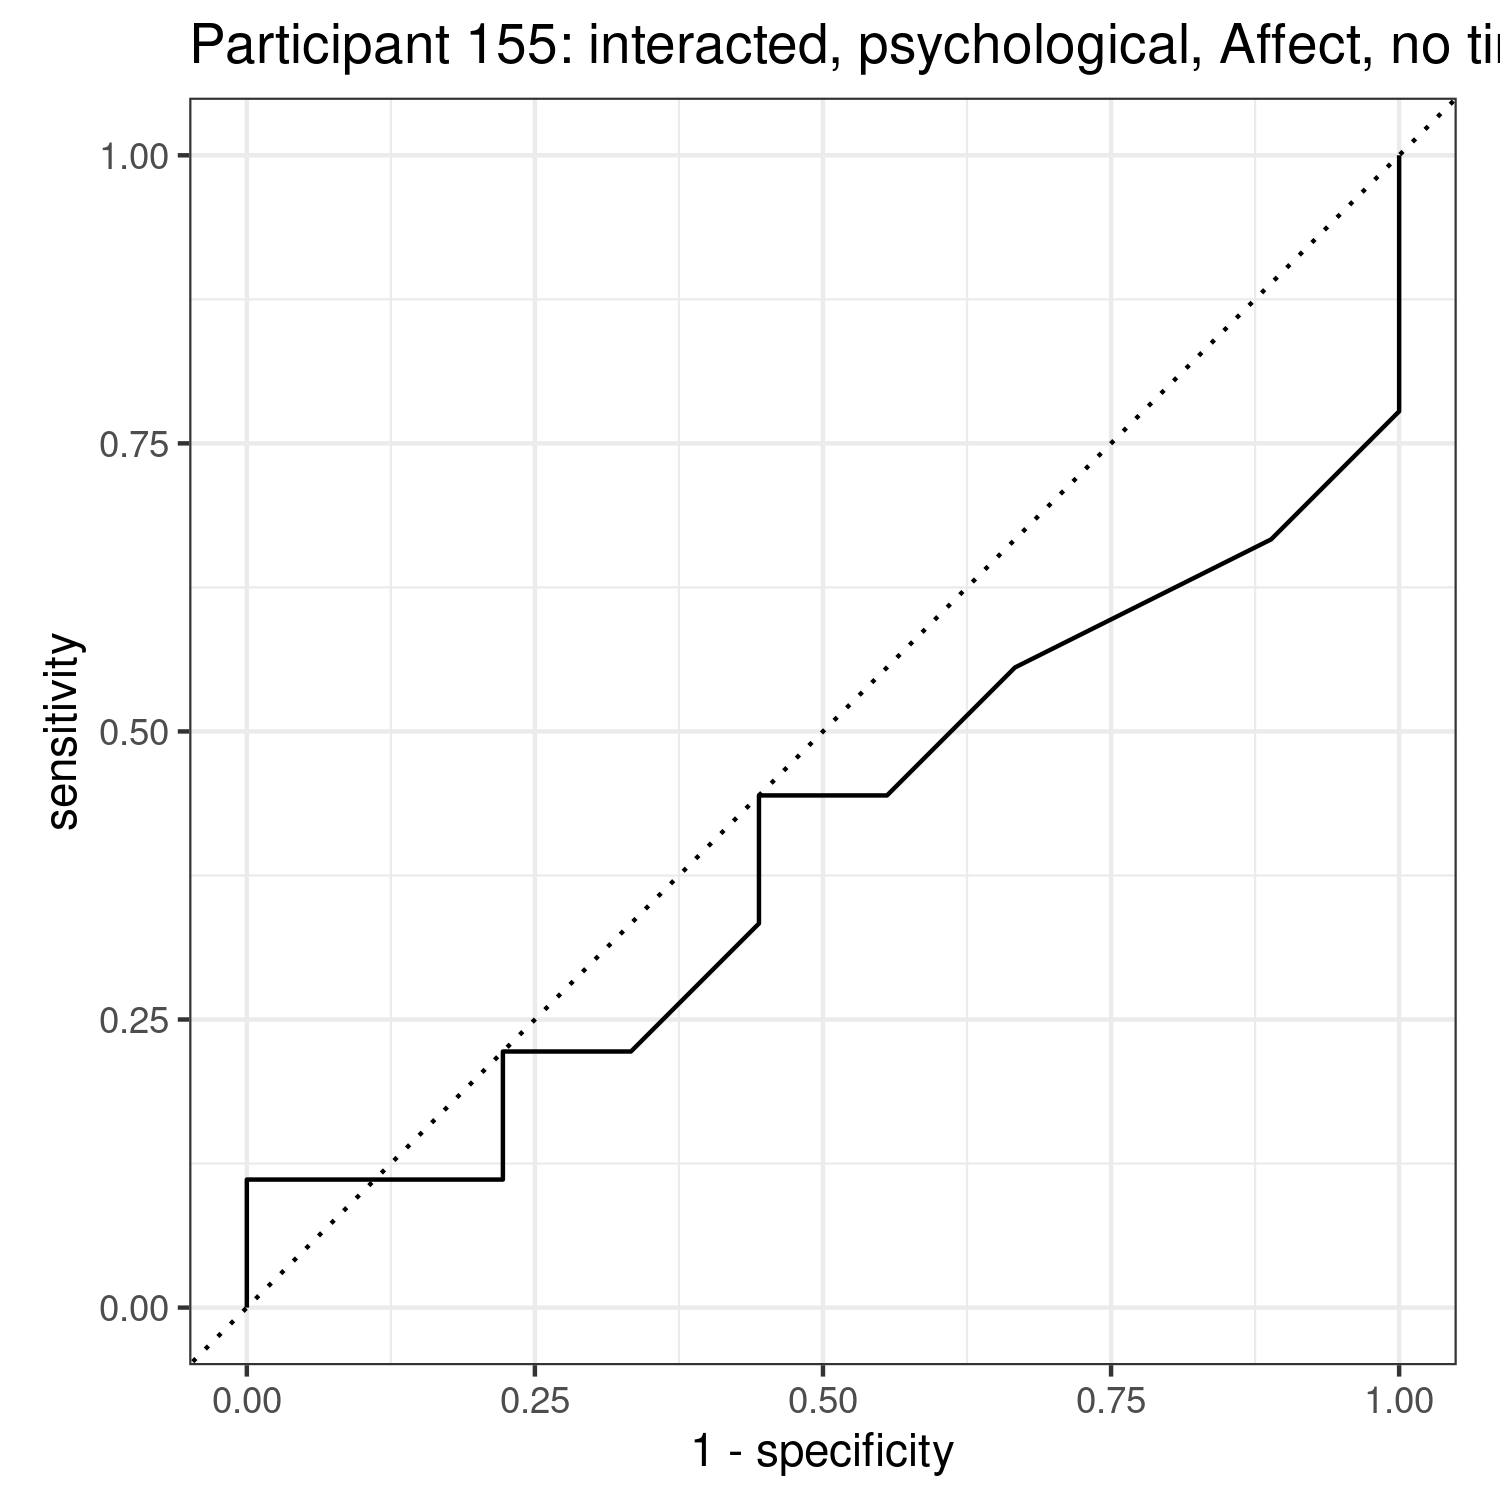 Participant 155: interacted, psychological, Affect, no
1.00
0.75
0.50
0.25
0.00
sensitivity
0.00 0.25 0.50 0.75 1.00
1 - specificity